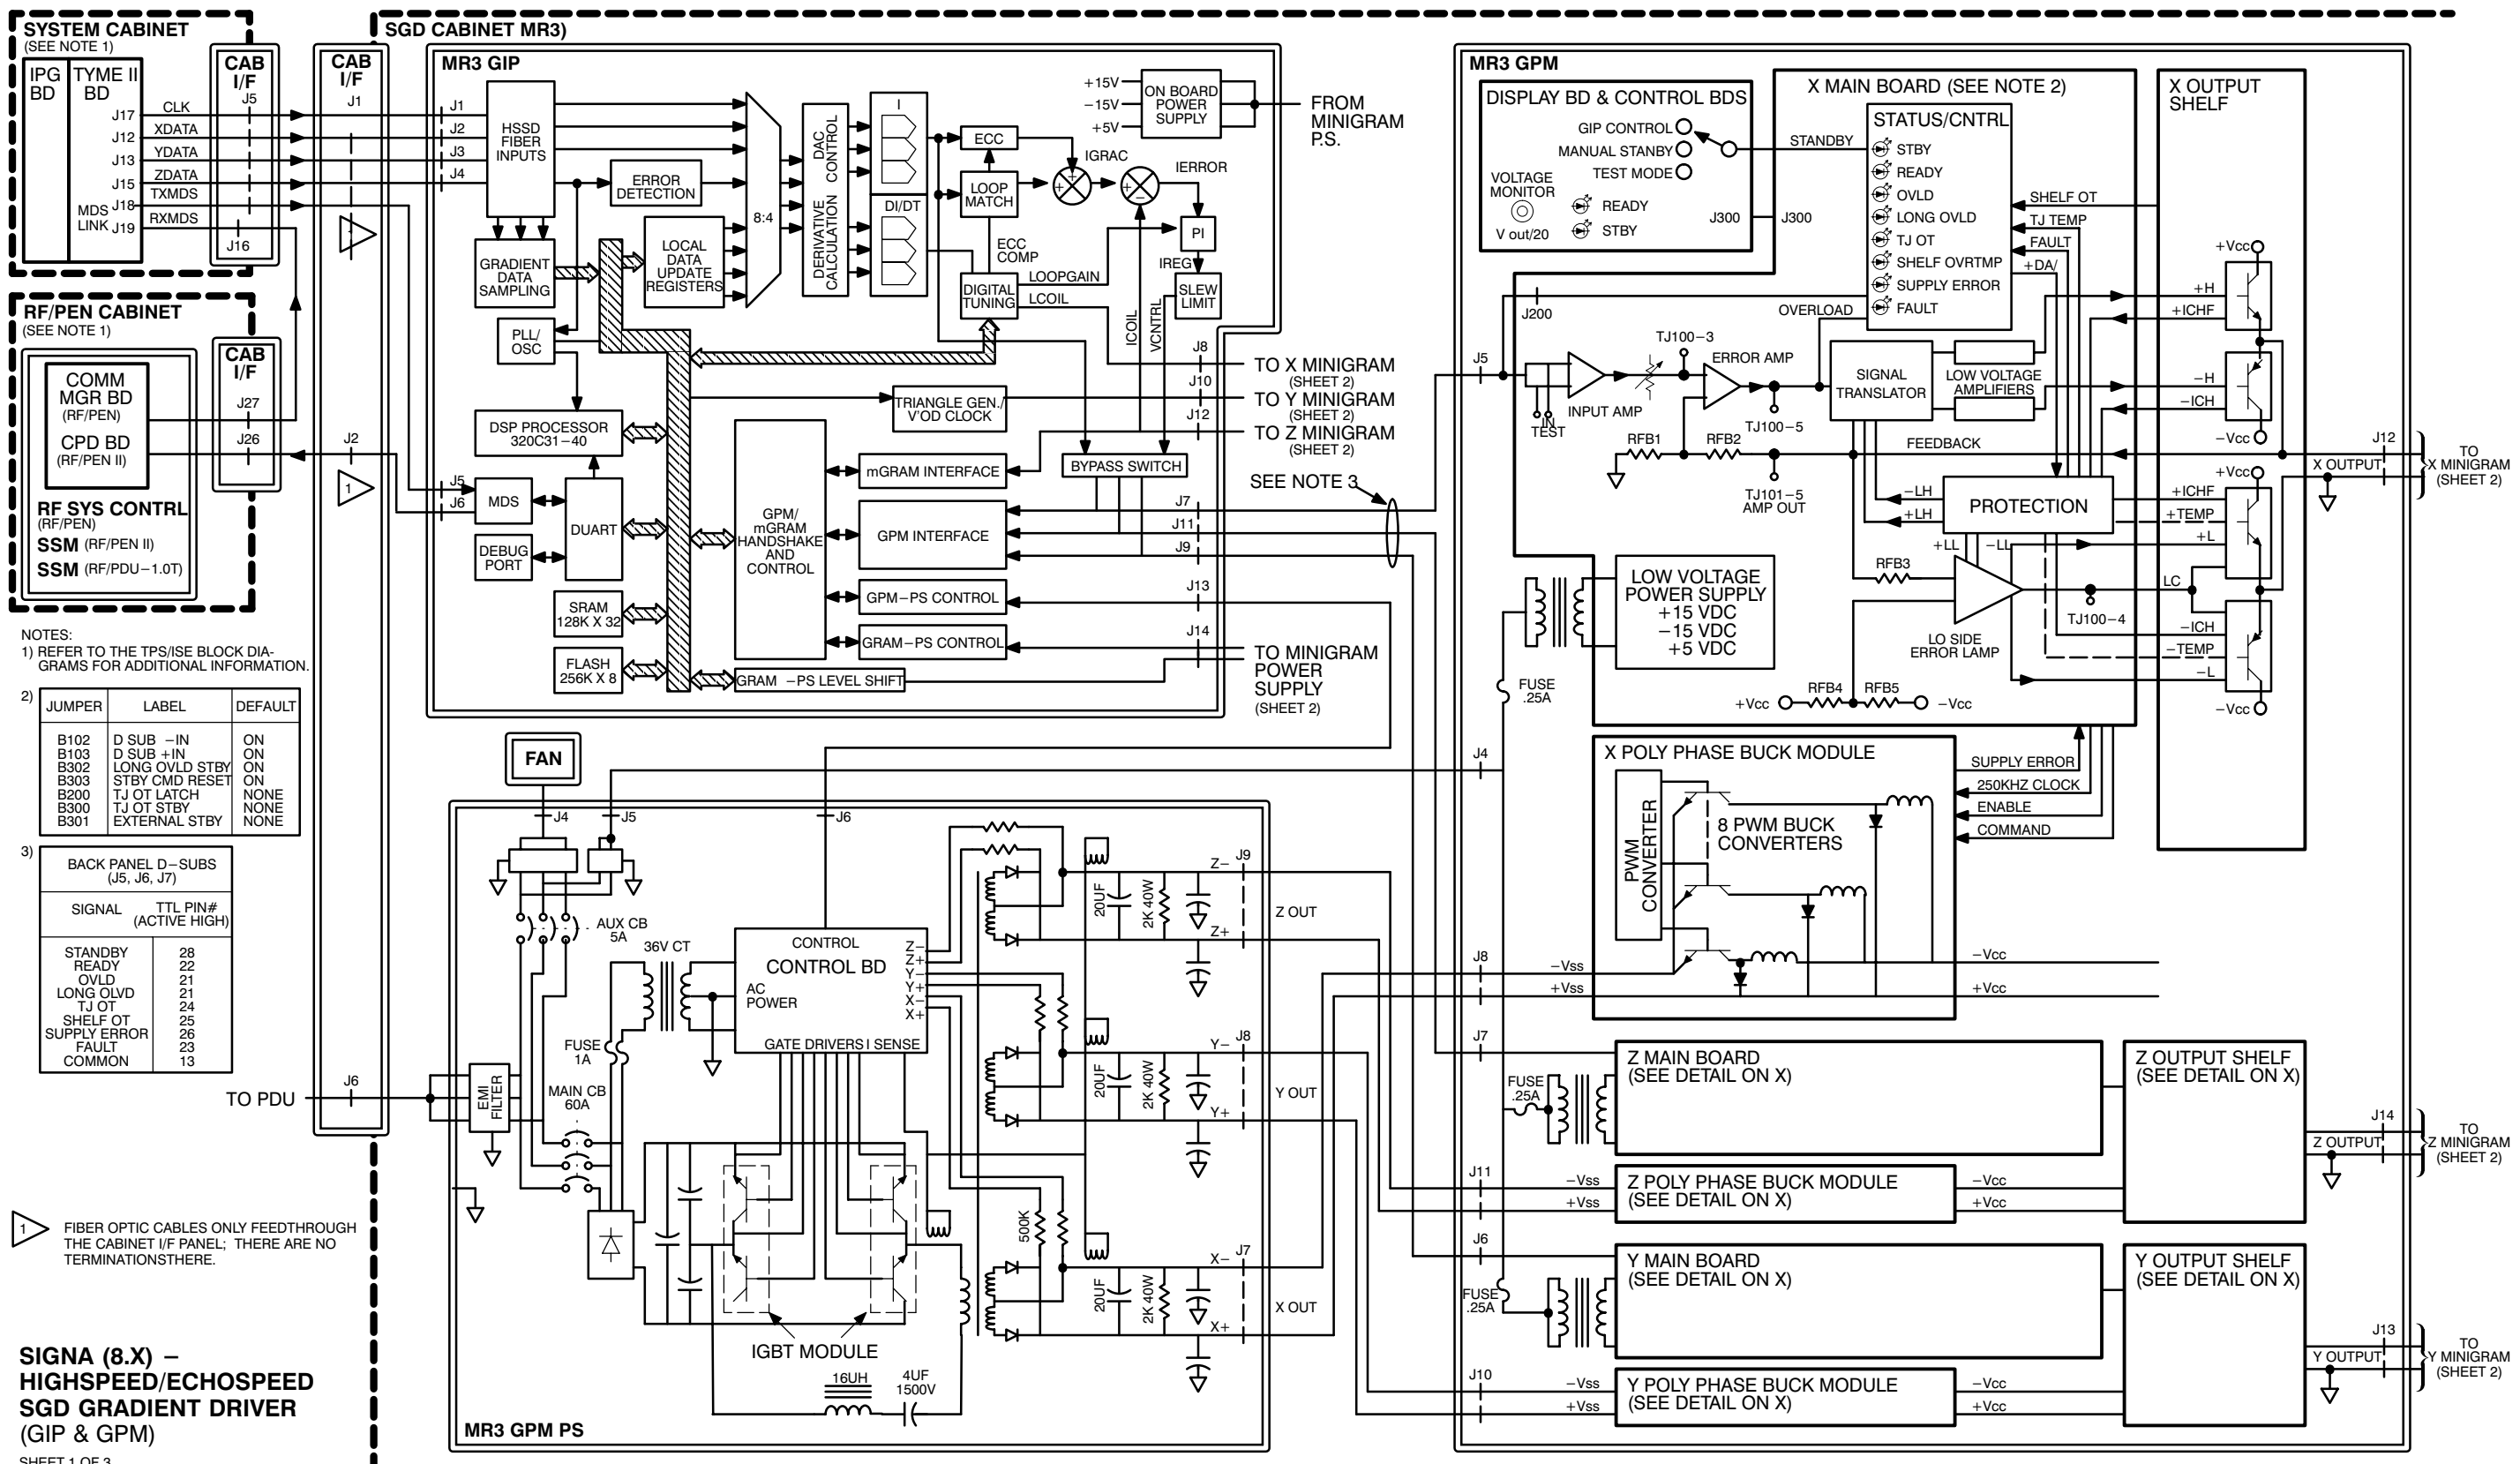 SYSTEM CABINET
(SEE NOTE 1)
IPG
BD
TYME II
BD
J17
J12
J13
J15
MDS J18
LINK J19
CLK
XDATA
YDATA
ZDATA
TXMDS
RXMDS
CAB
I/F
J5
J16
RF/PEN CABINET
(SEE NOTE 1)
COMM
MGR BD
(RF/PEN)
CPD BD
(RF/PEN II)
RF SYS CONTRL
(RF/PEN)
SSM (RF/PEN II)
SSM (RF/PDU−1.0T)
CAB
I/F
J27
J26
CAB
I/F
J1
J2
1
J6
TO PDU
NOTES:
1) REFER TO THE TPS/ISE BLOCK DIA-
GRAMS FOR ADDITIONAL INFORMATION.
2)
JUMPER LABEL DEFAULT
B102 D SUB −IN ON
B103 D SUB +IN ON
B302 LONG OVLD STBY ON
B303 STBY CMD RESET ON
B200 TJ OT LATCH NONE
B300 TJ OT STBY NONE
B301 EXTERNAL STBY NONE
3)
BACK PANEL D−SUBS
(J5, J6, J7)
SIGNAL TTL PIN#
(ACTIVE HIGH)
STANDBY 28
READY 22
OVLD 21
LONG OLVD 21
TJ OT 24
SHELF OT 25
SUPPLY ERROR 26
FAULT 23
COMMON 13
1 FIBER OPTIC CABLES ONLY FEEDTHROUGH
THE CABINET I/F PANEL; THERE ARE NO
TERMINATIONSTHERE.
SIGNA (8.X) −
HIGHSPEED/ECHOSPEED
SGD GRADIENT DRIVER
(GIP & GPM)
SHEET 1 OF 3
SGD CABINET MR3)
MR3 GIP
J1
J2
J3
J4
HSSD
FIBER
INPUTS
ERROR
DETECTION
GRADIENT
DATA
SAMPLING
LOCAL
DATA
UPDATE
REGISTERS
8:4
DERIVATIVE DAC
CALCULATION CONTROL
I
DI/DT
+15V
−15V
+5V
ON BOARD
POWER
SUPPLY
FROM
MINIGRAM
P.S.
ECC
LOOP
MATCH
IGRAC
IERROR
PI
IREG
SLEW
LIMIT
ECC
COMP
DIGITAL
TUNING
LOOPGAIN
LCOIL
ICOIL
VCNTRL
PLL/
OSC
DSP PROCESSOR
320C31−40
J5
J6
MDS
DEBUG
PORT
DUART
SRAM
128K X 32
FLASH
256K X 8
GPM/
mGRAM
HANDSHAKE
AND
CONTROL
TRIANGLE GEN./
V'OD CLOCK
mGRAM INTERFACE
BYPASS SWITCH
GPM INTERFACE
GPM−PS CONTROL
GRAM−PS CONTROL
GRAM −PS LEVEL SHIFT
J8
J10
J12
J7
J11
J9
J13
J14
TO X MINIGRAM
(SHEET 2)
TO Y MINIGRAM
(SHEET 2)
TO Z MINIGRAM
(SHEET 2)
SEE NOTE 3
TO MINIGRAM
POWER
SUPPLY
(SHEET 2)
FAN
J4
J5
J6
AUX CB
5A
36V CT
FUSE
1A
MAIN CB
60A
EMI
FILTER
CONTROL
CONTROL BD
AC
POWER
GATE DRIVERS I SENSE
Z−
Z+
Y−
Y+
X−
X+
IGBT MODULE
16UH
4UF
1500V
500K
20UF
2K 40W
Z−
Z+
J9
Z OUT
20UF
2K 40W
Y−
Y+
J8
Y OUT
20UF
2K 40W
X−
X+
J7
X OUT
MR3 GPM PS
MR3 GPM
DISPLAY BD & CONTROL BDS
GIP CONTROL
MANUAL STANBY
TEST MODE
VOLTAGE
MONITOR
V out/20
READY
STBY
J300
J300
STANDBY
X MAIN BOARD (SEE NOTE 2)
STATUS/CNTRL
STBY
READY
OVLD
LONG OVLD
TJ OT
SHELF OVRTMP
SUPPLY ERROR
FAULT
SHELF OT
TJ TEMP
FAULT
+DA/
OVERLOAD
J200
J5
IN
TEST
INPUT AMP
TJ100−3
ERROR AMP
TJ100−5
RFB1
RFB2
TJ101−5
AMP OUT
SIGNAL
TRANSLATOR
LOW VOLTAGE
AMPLIFIERS
FEEDBACK
PROTECTION
−LH
+LH
+LL
−LL
RFB3
LO SIDE
ERROR LAMP
TJ100−4
LC
RFB4
RFB5
+Vcc
−Vcc
LOW VOLTAGE
POWER SUPPLY
+15 VDC
−15 VDC
+5 VDC
FUSE
.25A
X OUTPUT
SHELF
+Vcc
+H
+ICHF
−H
−ICH
−Vcc
+Vcc
X OUTPUT
+ICHF
+TEMP
+L
−ICH
−TEMP
−L
−Vcc
J12
TO
X MINIGRAM
(SHEET 2)
J4
X POLY PHASE BUCK MODULE
PWM
CONVERTER
8 PWM BUCK
CONVERTERS
SUPPLY ERROR
250KHZ CLOCK
ENABLE
COMMAND
J8
−Vss
+Vss
−Vcc
+Vcc
J7
FUSE
.25A
Z MAIN BOARD
(SEE DETAIL ON X)
Z OUTPUT SHELF
(SEE DETAIL ON X)
J11
−Vss
+Vss
Z POLY PHASE BUCK MODULE
(SEE DETAIL ON X)
−Vcc
+Vcc
J14
Z OUTPUT
TO
Z MINIGRAM
(SHEET 2)
J6
FUSE
.25A
Y MAIN BOARD
(SEE DETAIL ON X)
Y OUTPUT SHELF
(SEE DETAIL ON X)
J10
−Vss
+Vss
Y POLY PHASE BUCK MODULE
(SEE DETAIL ON X)
−Vcc
+Vcc
J13
Y OUTPUT
TO
Y MINIGRAM
(SHEET 2)